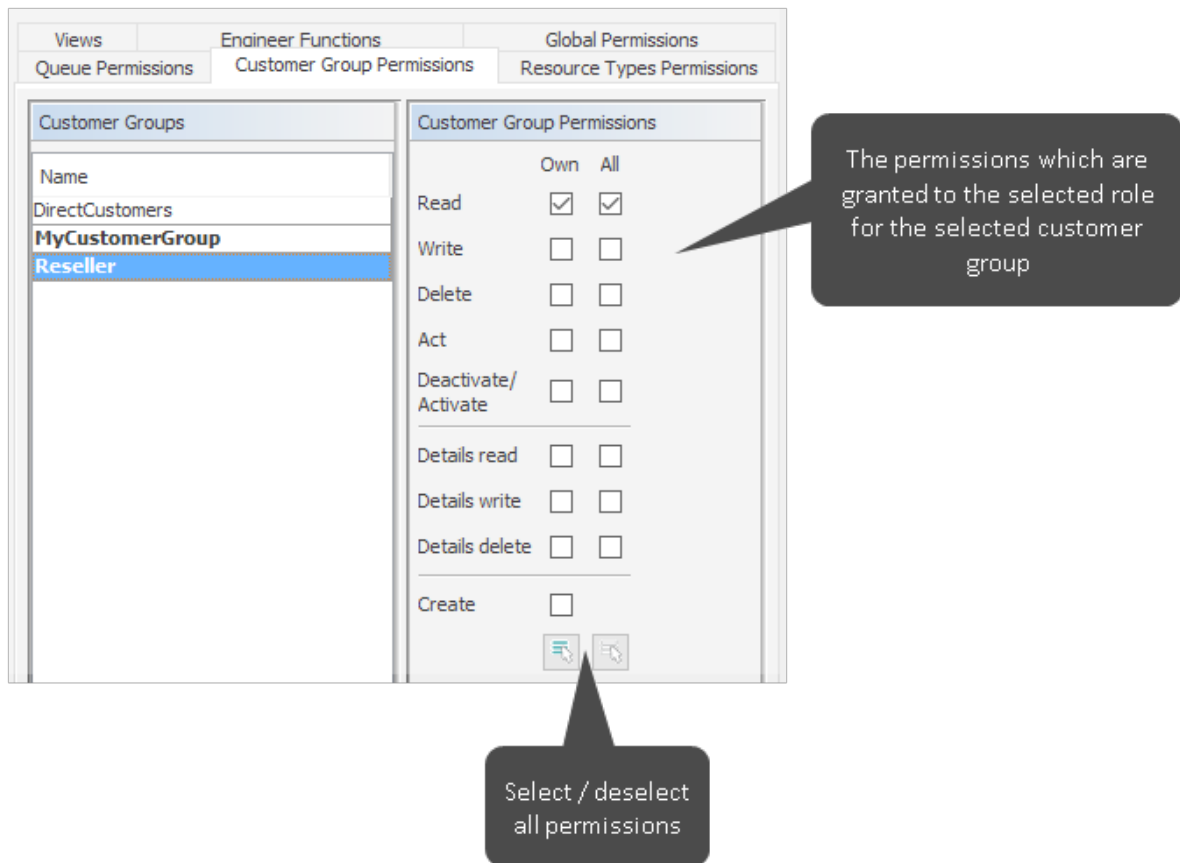 Views Engineer Functions Global Permissions
Queue Permissions Customer Group Permissions Resource Types Permissions
Customer Groups
Name
DirectCustomers
MyCustomerGroup
Reseller
Customer Group Permissions
Own All
Read
Write
Delete
Act
Deactivate/
Activate
Details read
Details write
Details delete
Create
The permissions which are
granted to the selected role
for the selected customer
group
Select / deselect
all permissions